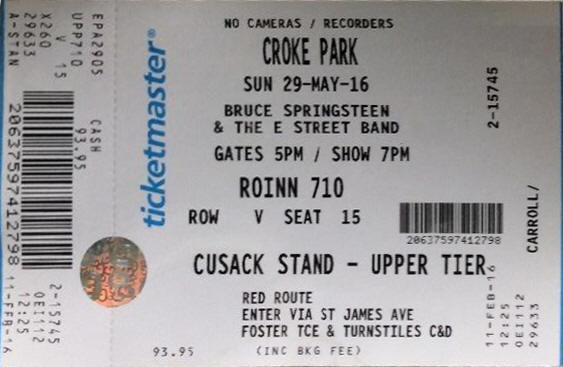 EPA2905
UPP710
V 15
X260
29633
A-STAN
CASH
93.95
20637597412798
2-15745
OEI112
12:25
11-FEB-16
ticketmaster®
NO CAMERAS / RECORDERS
CROKE PARK
SUN 29-MAY-16
BRUCE SPRINGSTEEN
& THE E STREET BAND
GATES 5PM / SHOW 7PM
ROINN 710
ROW V SEAT 15
20637597412798
CUSACK STAND - UPPER TIER
RED ROUTE
ENTER VIA ST JAMES AVE
FOSTER TCE & TURNSTILES C&D
93.95 (INC BKG FEE)
2-15745
11-FEB-16
12:25
OEI112
29633
CARROLL/